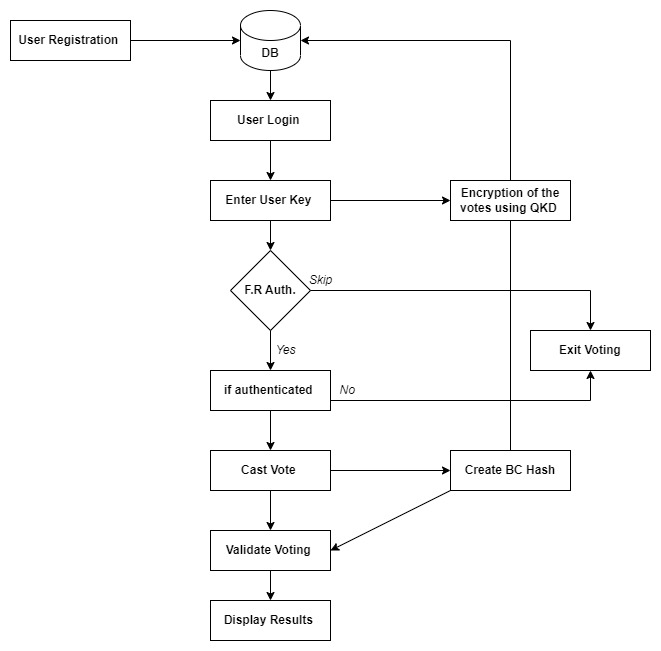 User Registration
DB
User Login
Enter User Key
Encryption of the
votes using QKD
F.R Auth.
Skip
Yes
Exit Voting
if authenticated
No
Cast Vote
Create BC Hash
Validate Voting
Display Results